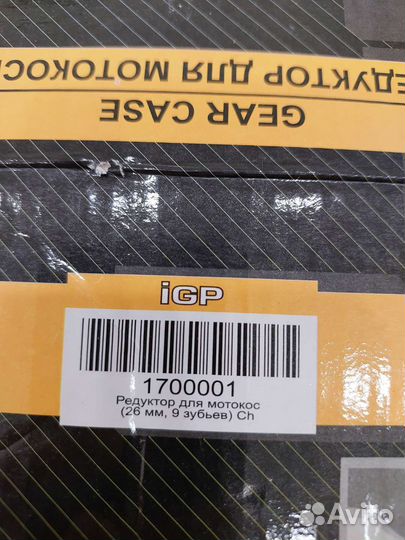 GEAR CASE
ЕДУКТОР ДЛЯ МОТОКОС
iGP
1700001
Редуктор для мотокос
(26 мм, 9 зубьев) Ch
Avito